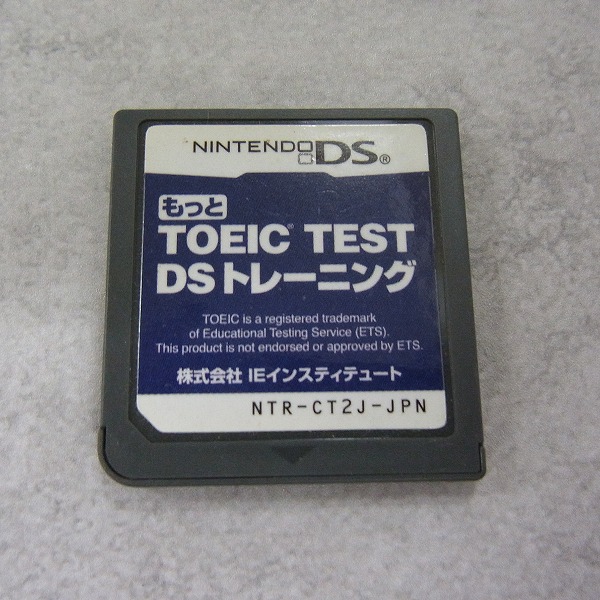 NINTENDO DS®
もっと
TOEIC® TEST
DSトレーニング
TOEIC is a registered trademark
of Educational Testing Service (ETS).
This product is not endorsed or approved by ETS.
株式会社 IEインスティテュート
NTR-CT2J-JPN